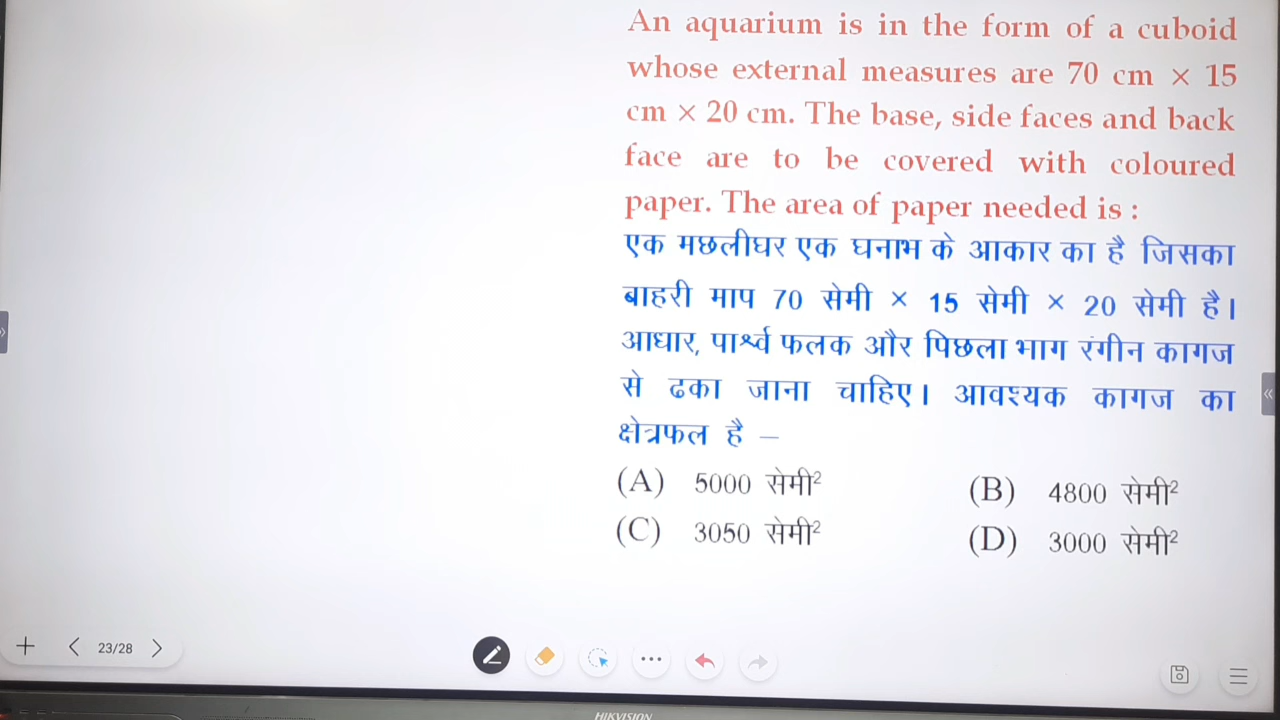 An aquarium is in the form of a cuboid
whose external measures are 70 cm × 15
cm × 20 cm. The base, side faces and back
face are to be covered with coloured
paper. The area of paper needed is :
एक मछलीघर एक घनाभ के आकार का है जिसका
बाहरी माप 70 सेमी × 15 सेमी × 20 सेमी है।
आधार, पार्श्व फलक और पिछला भाग रंगीन कागज
से ढका जाना चाहिए। आवश्यक कागज का
क्षेत्रफल है –
(A) 5000 सेमी² (B) 4800 सेमी²
(C) 3050 सेमी² (D) 3000 सेमी²
23/28
HIKVISION